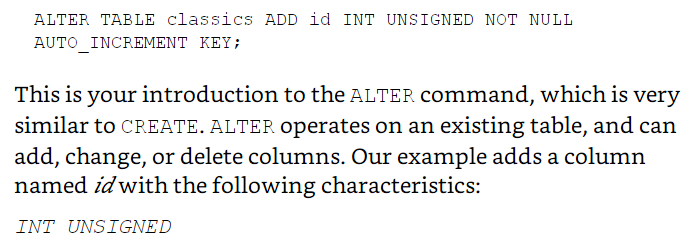 ALTER TABLE classics ADD id INT UNSIGNED NOT NULL
AUTO_INCREMENT KEY;
This is your introduction to the ALTER command, which is very
similar to CREATE. ALTER operates on an existing table, and can
add, change, or delete columns. Our example adds a column
named id with the following characteristics:
INT UNSIGNED